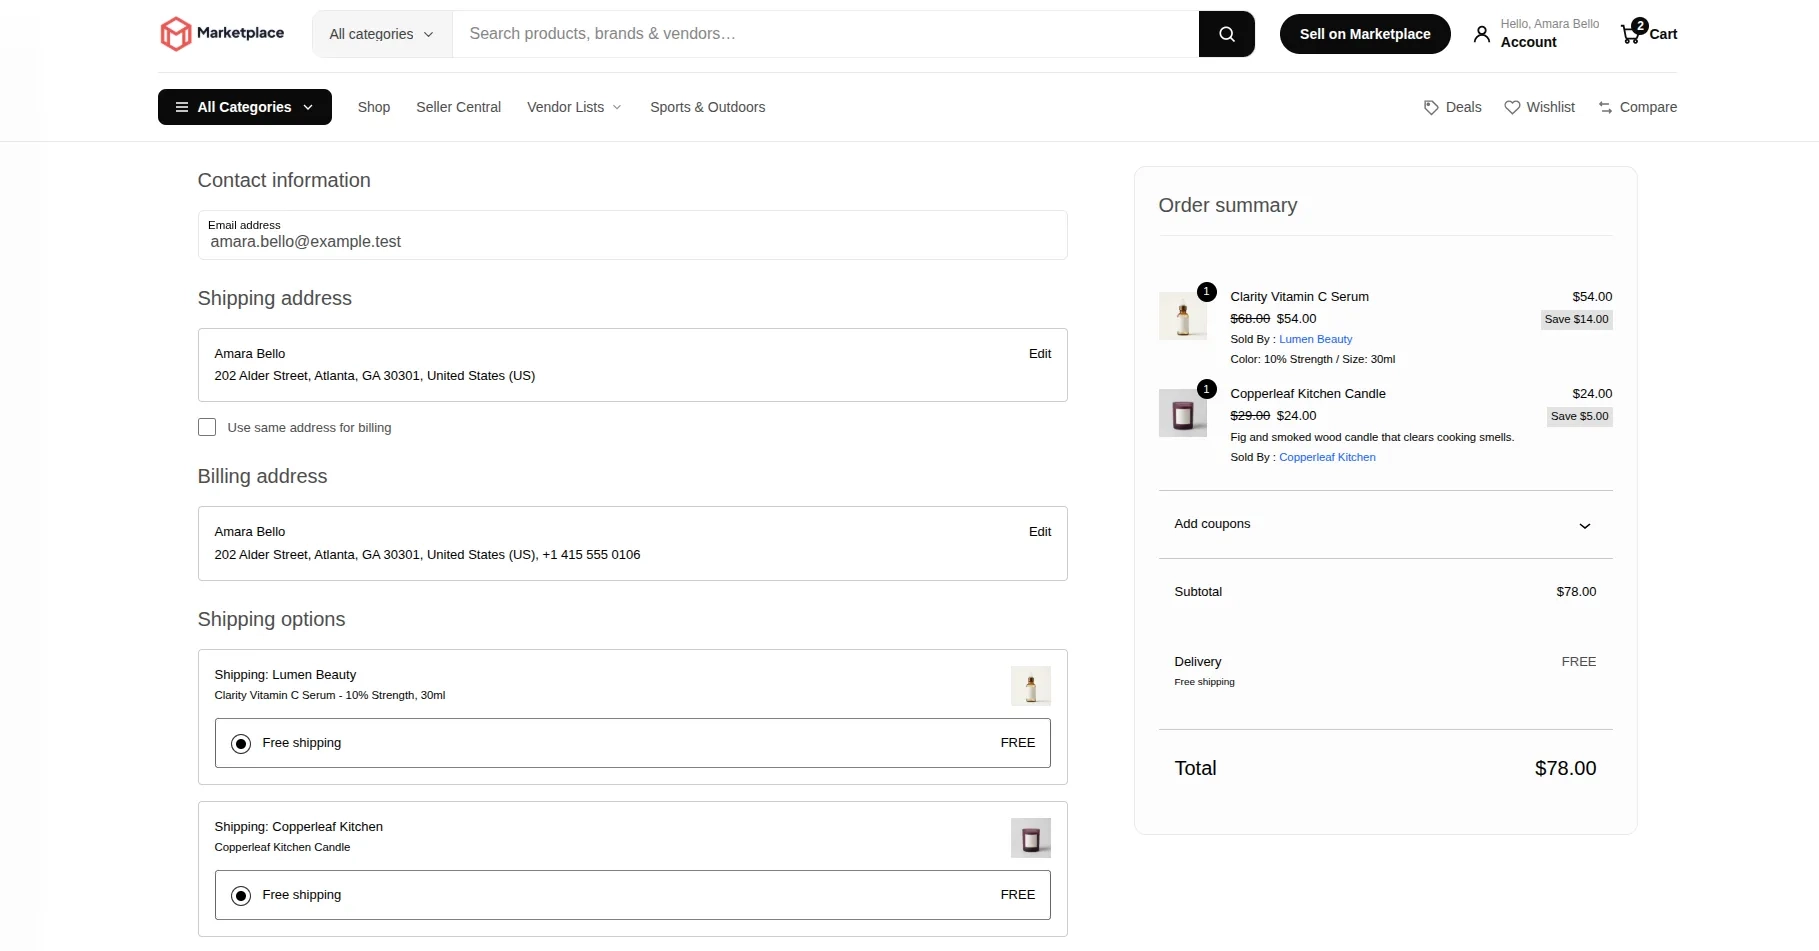 Marketplace
All categories
Search products, brands & vendors…
Sell on Marketplace
Hello, Amara Bello
Account
2
Cart
All Categories
Shop
Seller Central
Vendor Lists
Sports & Outdoors
Deals
Wishlist
Compare
Contact information
Email address
amara.bello@example.test
Shipping address
Amara Bello
Edit
202 Alder Street, Atlanta, GA 30301, United States (US)
Use same address for billing
Billing address
Amara Bello
Edit
202 Alder Street, Atlanta, GA 30301, United States (US), +1 415 555 0106
Shipping options
Shipping: Lumen Beauty
Clarity Vitamin C Serum - 10% Strength, 30ml
Free shipping
FREE
Shipping: Copperleaf Kitchen
Copperleaf Kitchen Candle
Free shipping
FREE
Order summary
1
Clarity Vitamin C Serum
$54.00
$68.00 $54.00
Save $14.00
Sold By : Lumen Beauty
Color: 10% Strength / Size: 30ml
1
Copperleaf Kitchen Candle
$24.00
$29.00 $24.00
Save $5.00
Fig and smoked wood candle that clears cooking smells.
Sold By : Copperleaf Kitchen
Add coupons
Subtotal
$78.00
Delivery
FREE
Free shipping
Total
$78.00